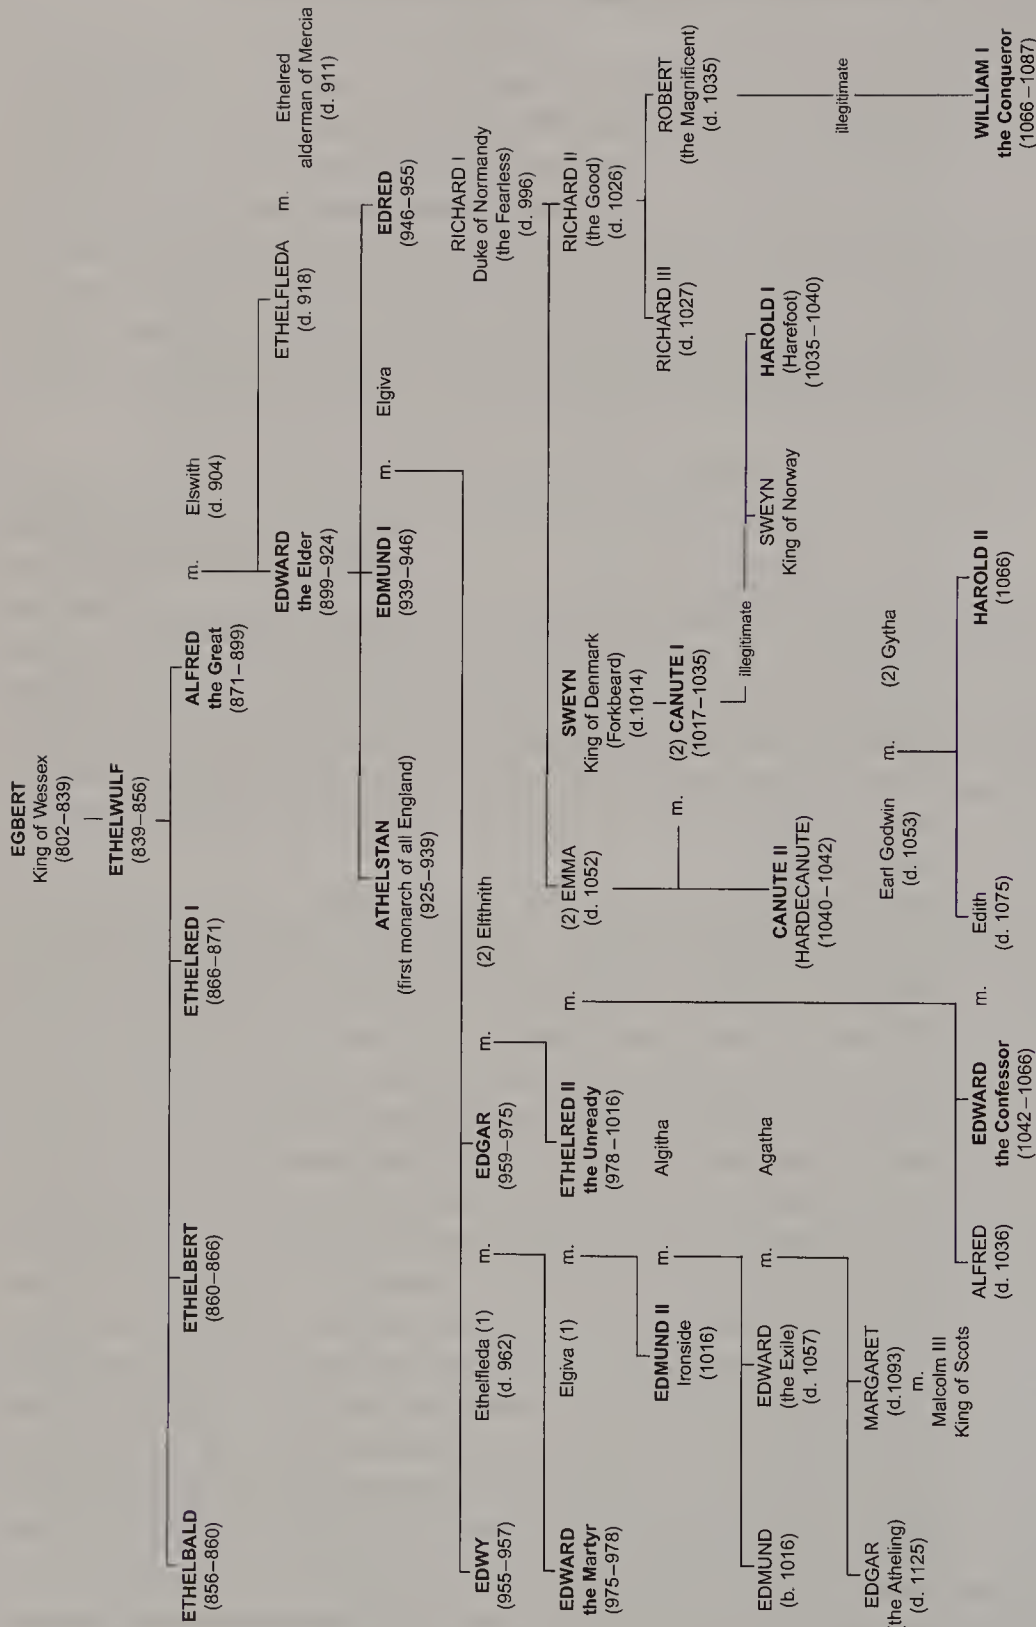 EGBERT
King of Wessex
(802–839)
ETHELWULF
(839–856)
ETHELBALD
(856–860)
ETHELBERT
(860–866)
ETHELRED I
(866–871)
ALFRED
the Great
(871–899)
m.
Elswith
(d. 904)
EDWARD
the Elder
(899–924)
ETHELFLEDA
(d. 918)
m.
Ethelred
alderman of Mercia
(d. 911)
ATHELSTAN
(first monarch of all England)
(925–939)
EDMUND I
(939–946)
m.
Elgiva
EDRED
(946–955)
EDWY
(955–957)
Ethelfleda (1)
(d. 962)
m.
EDGAR
(959–975)
m.
(2) Elfthrith
RICHARD I
Duke of Normandy
(the Fearless)
(d. 996)
EDWARD
the Martyr
(975–978)
Elgiva (1)
m.
ETHELRED II
the Unready
(978–1016)
m.
(2) EMMA
(d. 1052)
SWEYN
King of Denmark
(Forkbeard)
(d.1014)
RICHARD II
(the Good)
(d. 1026)
EDMUND II
Ironside
(1016)
m.
Algitha
m.
(2) CANUTE I
(1017–1035)
RICHARD III
(d. 1027)
ROBERT
(the Magnificent)
(d. 1035)
illegitimate
EDMUND
(b. 1016)
EDWARD
(the Exile)
(d. 1057)
m.
Agatha
CANUTE II
(HARDECANUTE)
(1040–1042)
SWEYN
King of Norway
HAROLD I
(Harefoot)
(1035–1040)
illegitimate
EDGAR
(the Atheling)
(d. 1125)
MARGARET
(d.1093)
m.
Malcolm III
King of Scots
Earl Godwin
(d. 1053)
m.
(2) Gytha
ALFRED
(d. 1036)
EDWARD
the Confessor
(1042–1066)
m.
Edith
(d. 1075)
HAROLD II
(1066)
WILLIAM I
the Conqueror
(1066–1087)